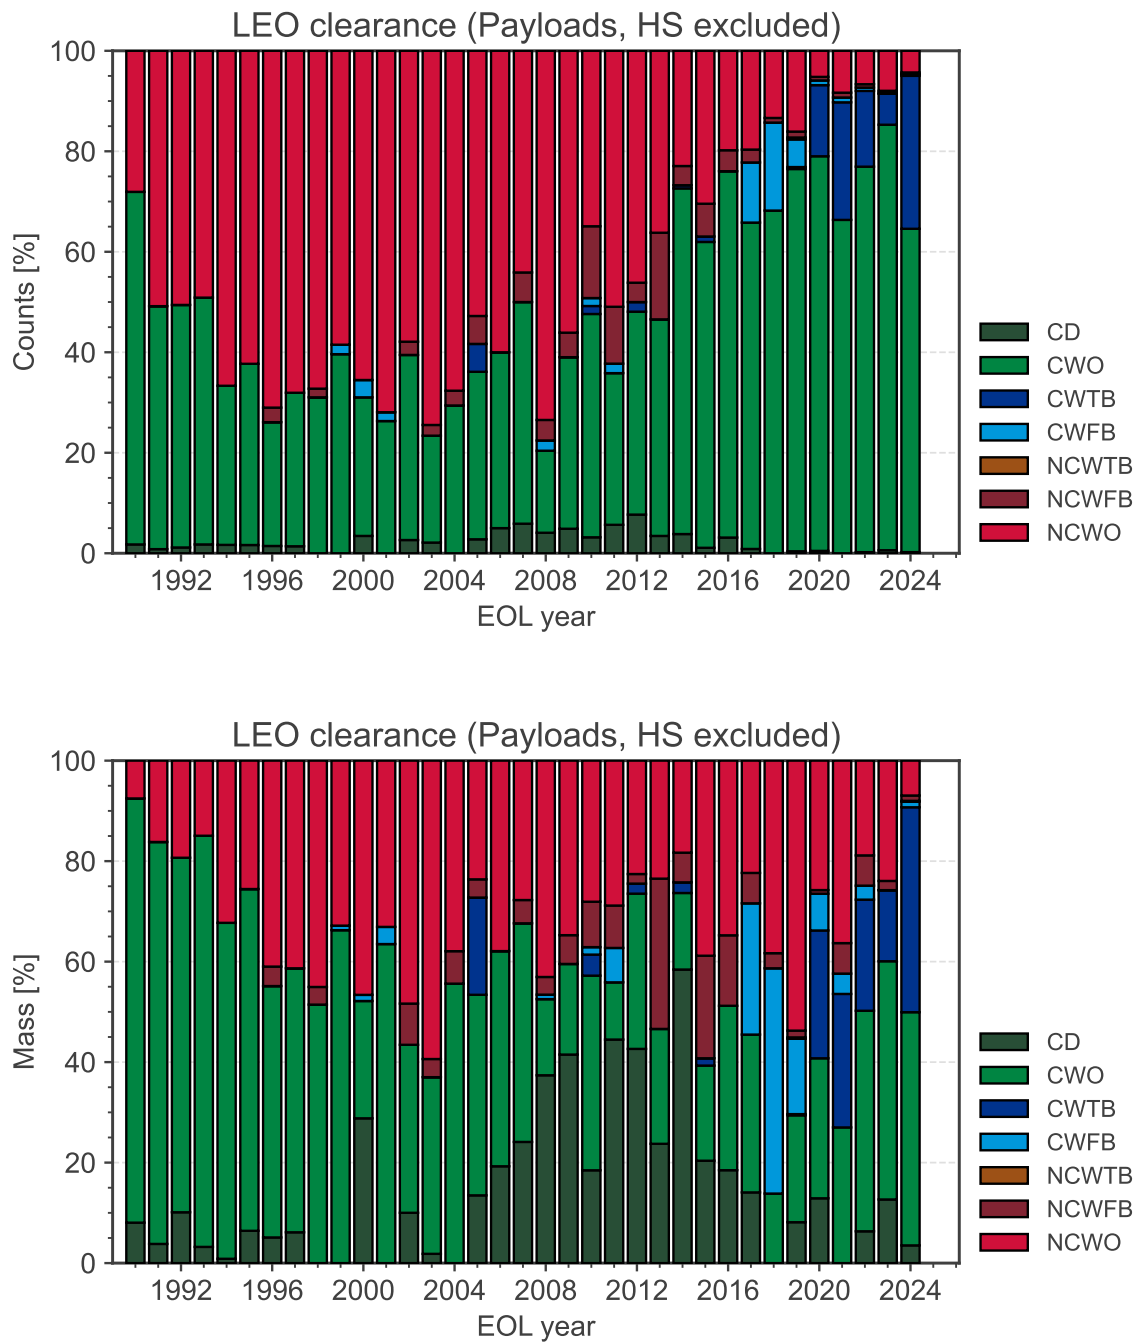 LEO clearance (Payloads, HS excluded)
100
80
60
40
20
0
Counts [%]
1992 1996 2000 2004 2008 2012 2016 2020 2024
EOL year
CD
CWO
CWTB
CWFB
NCWTB
NCWFB
NCWO
LEO clearance (Payloads, HS excluded)
100
80
60
40
20
0
Mass [%]
1992 1996 2000 2004 2008 2012 2016 2020 2024
EOL year
CD
CWO
CWTB
CWFB
NCWTB
NCWFB
NCWO